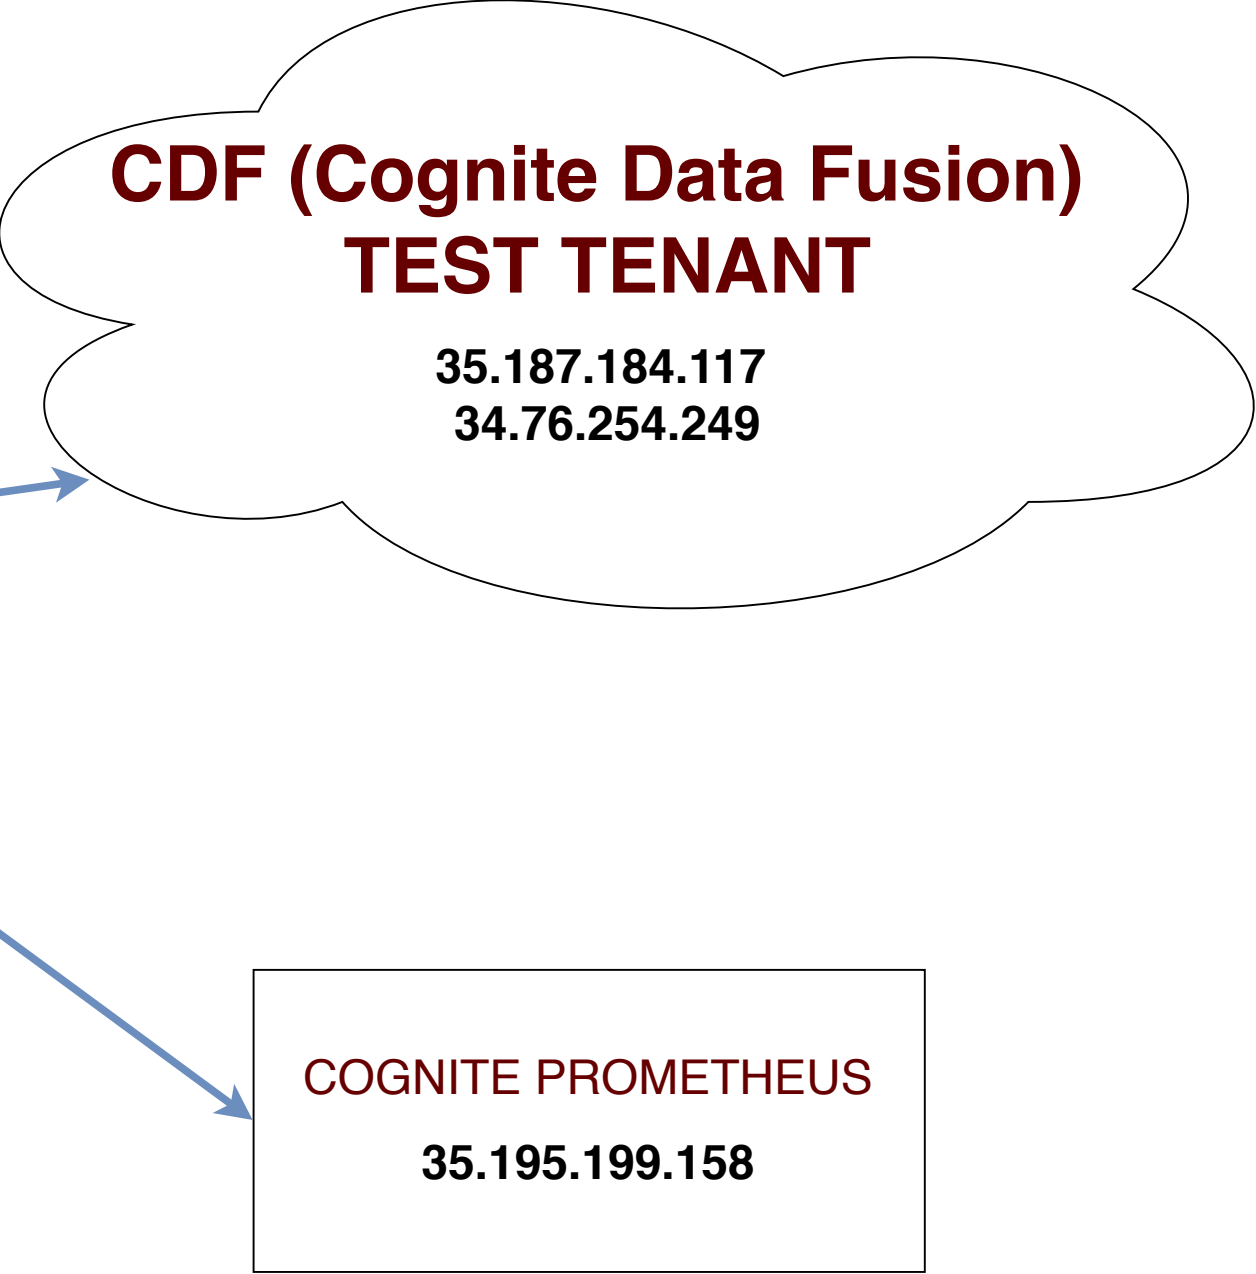 CDF (Cognite Data Fusion)
TEST TENANT
35.187.184.117
34.76.254.249
COGNITE PROMETHEUS
35.195.199.158